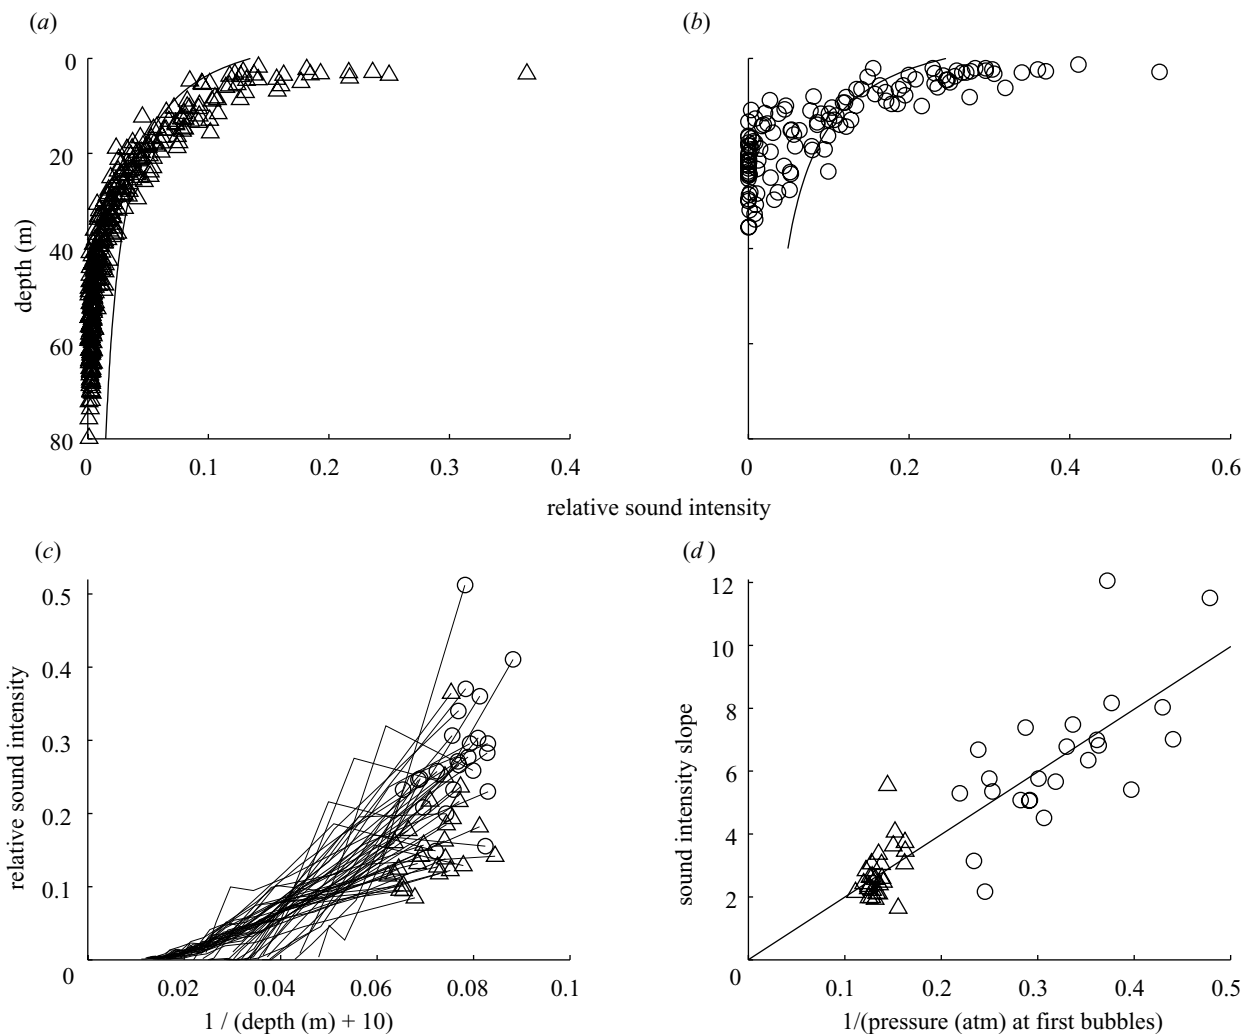 (a) (b)
0
20
40
60
80
depth (m)
0 0.1 0.2 0.3 0.4
0 0.2 0.4 0.6
relative sound intensity
(c) (d )
0.5
0.4
0.3
0.2
0.1
0
relative sound intensity
0.02 0.04 0.06 0.08 0.1
1 / (depth (m) + 10)
12
10
8
6
4
2
0
sound intensity slope
0.1 0.2 0.3 0.4 0.5
1/(pressure (atm) at first bubbles)